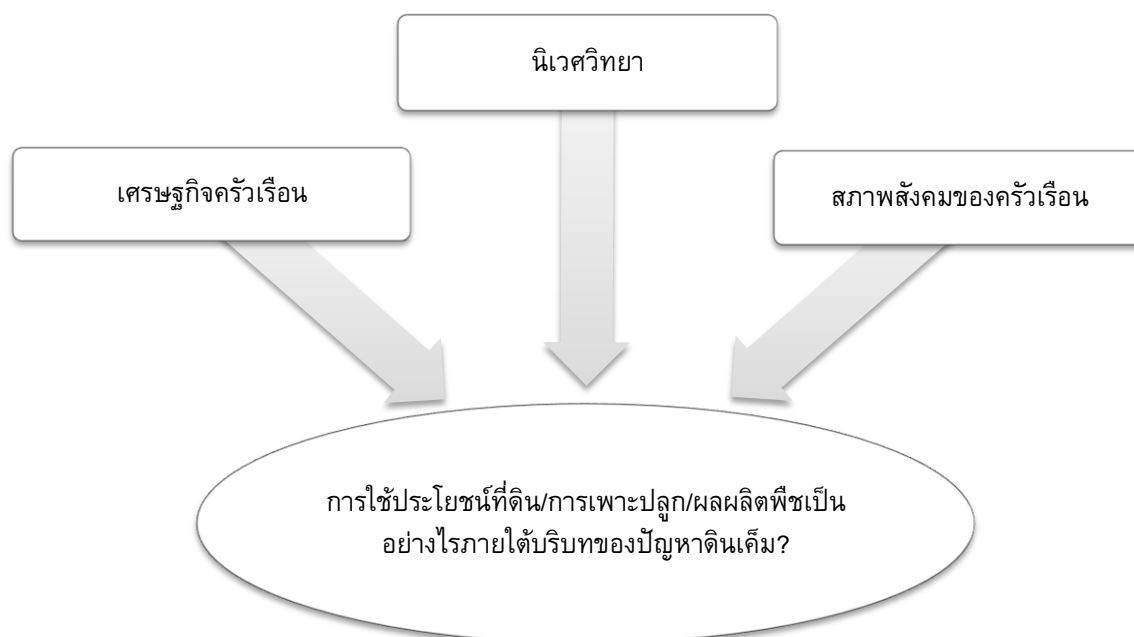 นิเวศวิทยา
เศรษฐกิจครัวเรือน
สภาพสังคมของครัวเรือน
การใช้ประโยชน์ที่ดิน/การเพาะปลูก/ผลผลิตพืชเป็น
อย่างไรภายใต้บริบทของปัญหาดินเค็ม?